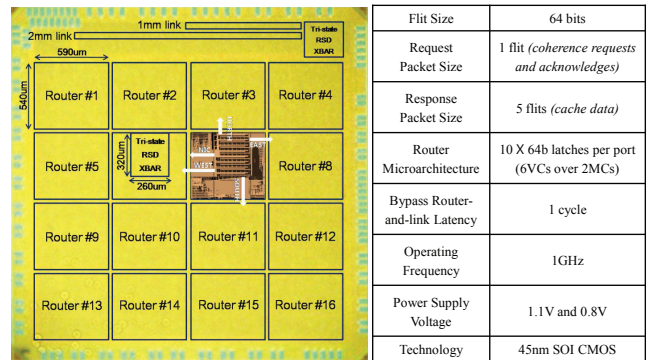 1mm link
2mm link
Tri-state
RSD
XBAR
590um
540um
Router #1
Router #2
Router #3
Router #4
Router #5
320um
Tri-state
RSD
XBAR
260um
NORTH
EAST
NIC
WEST
SOUTH
Router #8
Router #9
Router #10
Router #11
Router #12
Router #13
Router #14
Router #15
Router #16
Flit Size
64 bits
Request
Packet Size
1 flit (coherence requests
and acknowledges)
Response
Packet Size
5 flits (cache data)
Router
Microarchitecture
10 X 64b latches per port
(6VCs over 2MCs)
Bypass Router-
and-link Latency
1 cycle
Operating
Frequency
1GHz
Power Supply
Voltage
1.1V and 0.8V
Technology
45nm SOI CMOS